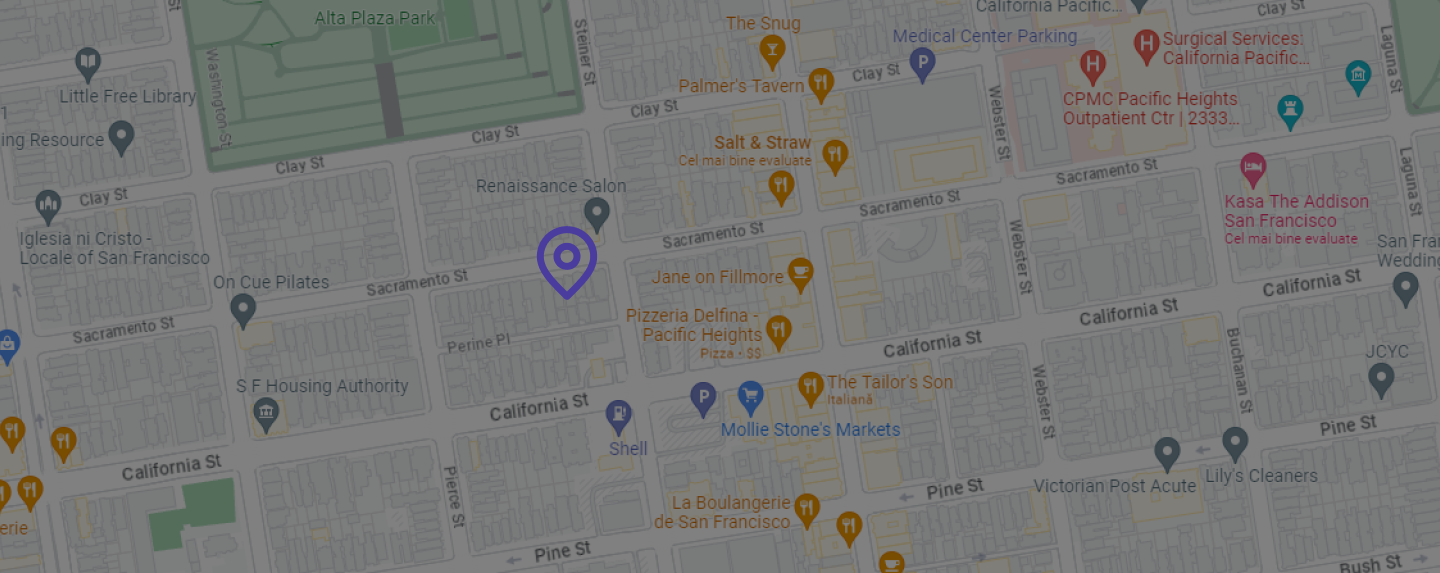 St
Alta Plaza Park
Steiner St
The Snug
California Pacific...
Clay St
Medical Center Parking
Surgical Services:
California Pacific...
Laguna St
Washington St
Little Free Library
Palmer's Tavern
Clay St
CPMC Pacific Heights
Outpatient Ctr | 2333...
1
ing Resource
Clay St
Clay St
Salt & Straw
Cel mai bine evaluate
Webster St
Clay St
Clay St
Renaissance Salon
Sacramento St
Laguna St
Kasa The Addison
San Francisco
Cel mai bine evaluate
Iglesia ni Cristo -
Locale of San Francisco
Sacramento St
Sacramento St
Webster St
San Fra
Wedding
On Cue Pilates
Sacramento St
Jane on Fillmore
California St
Sacramento St
Pizzeria Delfina -
Pacific Heights
Pizza · $$
California St
Perine Pl
California St
Buchanan St
JCYC
S F Housing Authority
California St
The Tailor's Son
Italiană
Webster St
Shell
Mollie Stone's Markets
Pine St
California St
Pierce St
Victorian Post Acute
Lily's Cleaners
La Boulangerie
de San Francisco
Pine St
erie
Pine St
Bush St